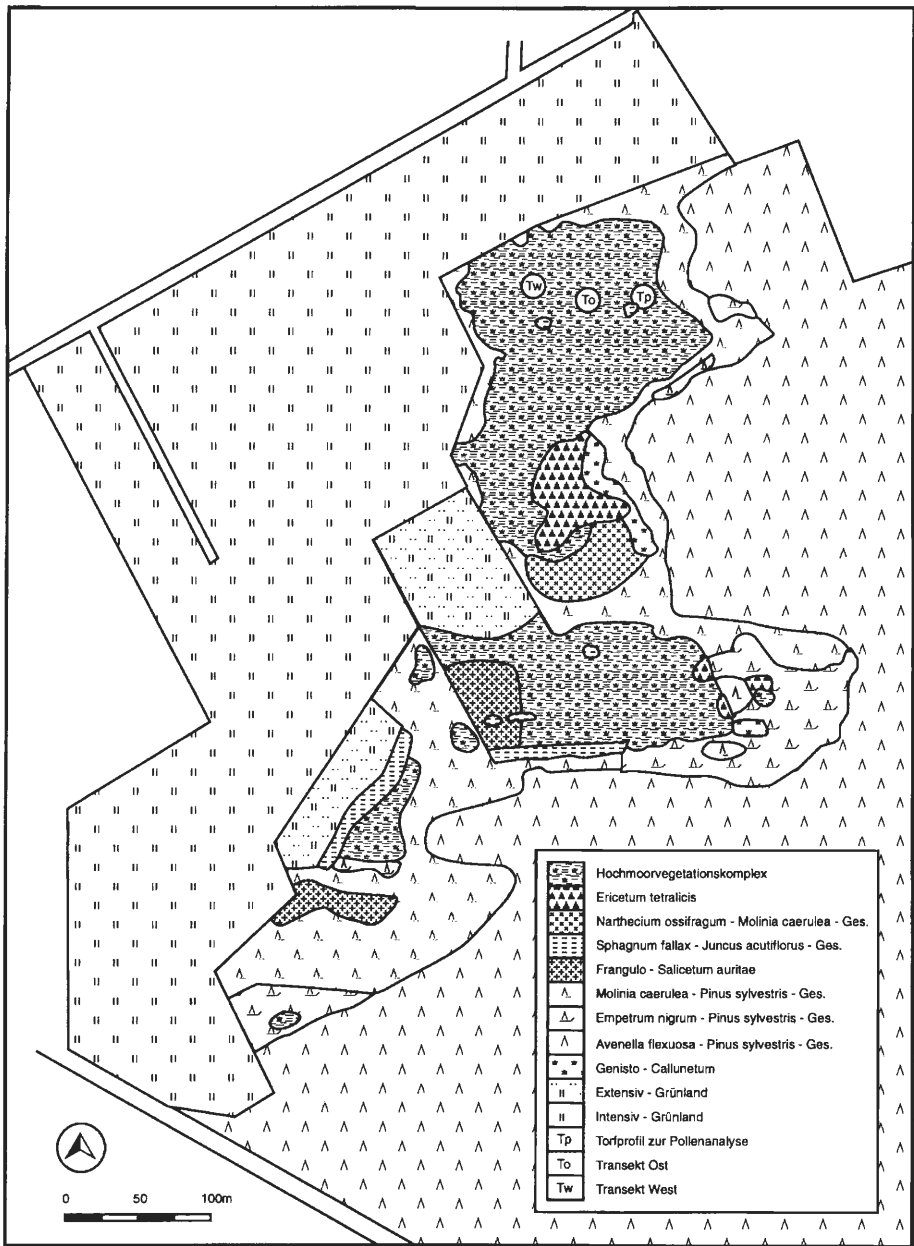 Tw
To
Tp
Hochmoorvegetationskomplex
Ericetum tetralicis
Narthecium ossifragum - Molinia caerulea - Ges.
Sphagnum fallax - Juncus acutiflorus - Ges.
Frangulo - Salicetum auritae
Molinia caerulea - Pinus sylvestris - Ges.
Empetrum nigrum - Pinus sylvestris - Ges.
Avenella flexuosa - Pinus sylvestris - Ges.
Genisto - Callunetum
Extensiv - Grünland
Intensiv - Grünland
Tp Torfprofil zur Pollenanalyse
To Transekt Ost
Tw Transekt West
0 50 100m